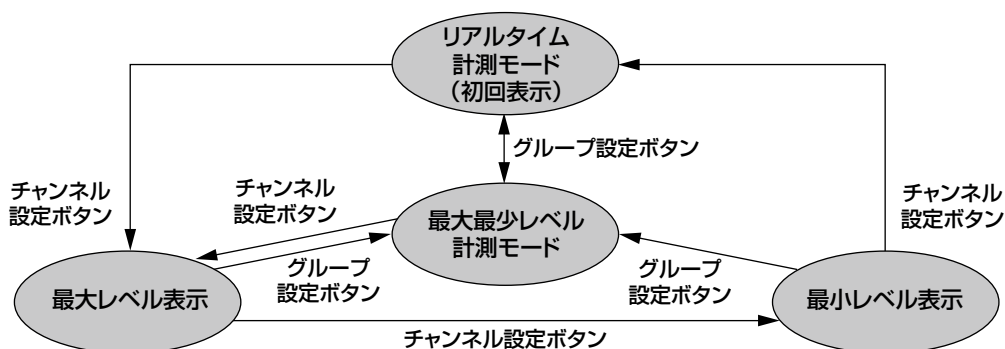 リアルタイム
計測モード
(初回表示)
グループ設定ボタン
チャンネル
設定ボタン
チャンネル
設定ボタン
最大最少レベル
計測モード
チャンネル
設定ボタン
グループ
設定ボタン
グループ
設定ボタン
最大レベル表示
最小レベル表示
チャンネル設定ボタン